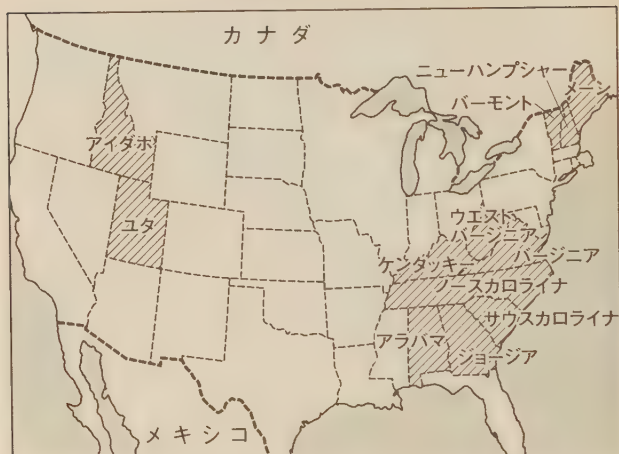 カナダ
ニューハンプシャー
メーン
バーモント
アイダホ
ユタ
ウエスト
バージニア
バージニア
ケンタッキー
ノースカロライナ
サウスカロライナ
アラバマ
ジョージア
メキシコ